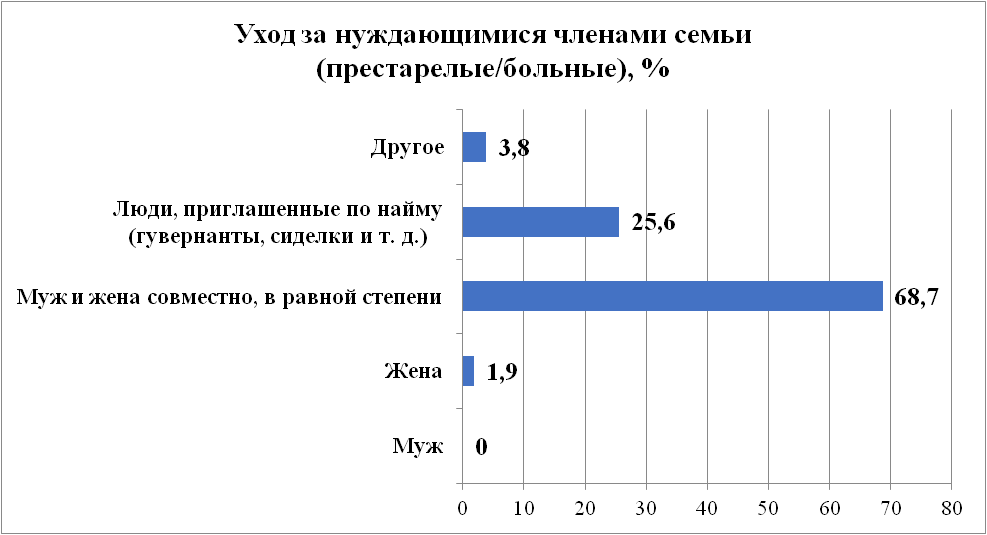 Уход за нуждающимися членами семьи
(престарелые/больные), %
Другое
3,8
Люди, приглашенные по найму
(гувернанты, сиделки и т. д.)
25,6
Муж и жена совместно, в равной степени
68,7
Жена
1,9
Муж
0
0 10 20 30 40 50 60 70 80